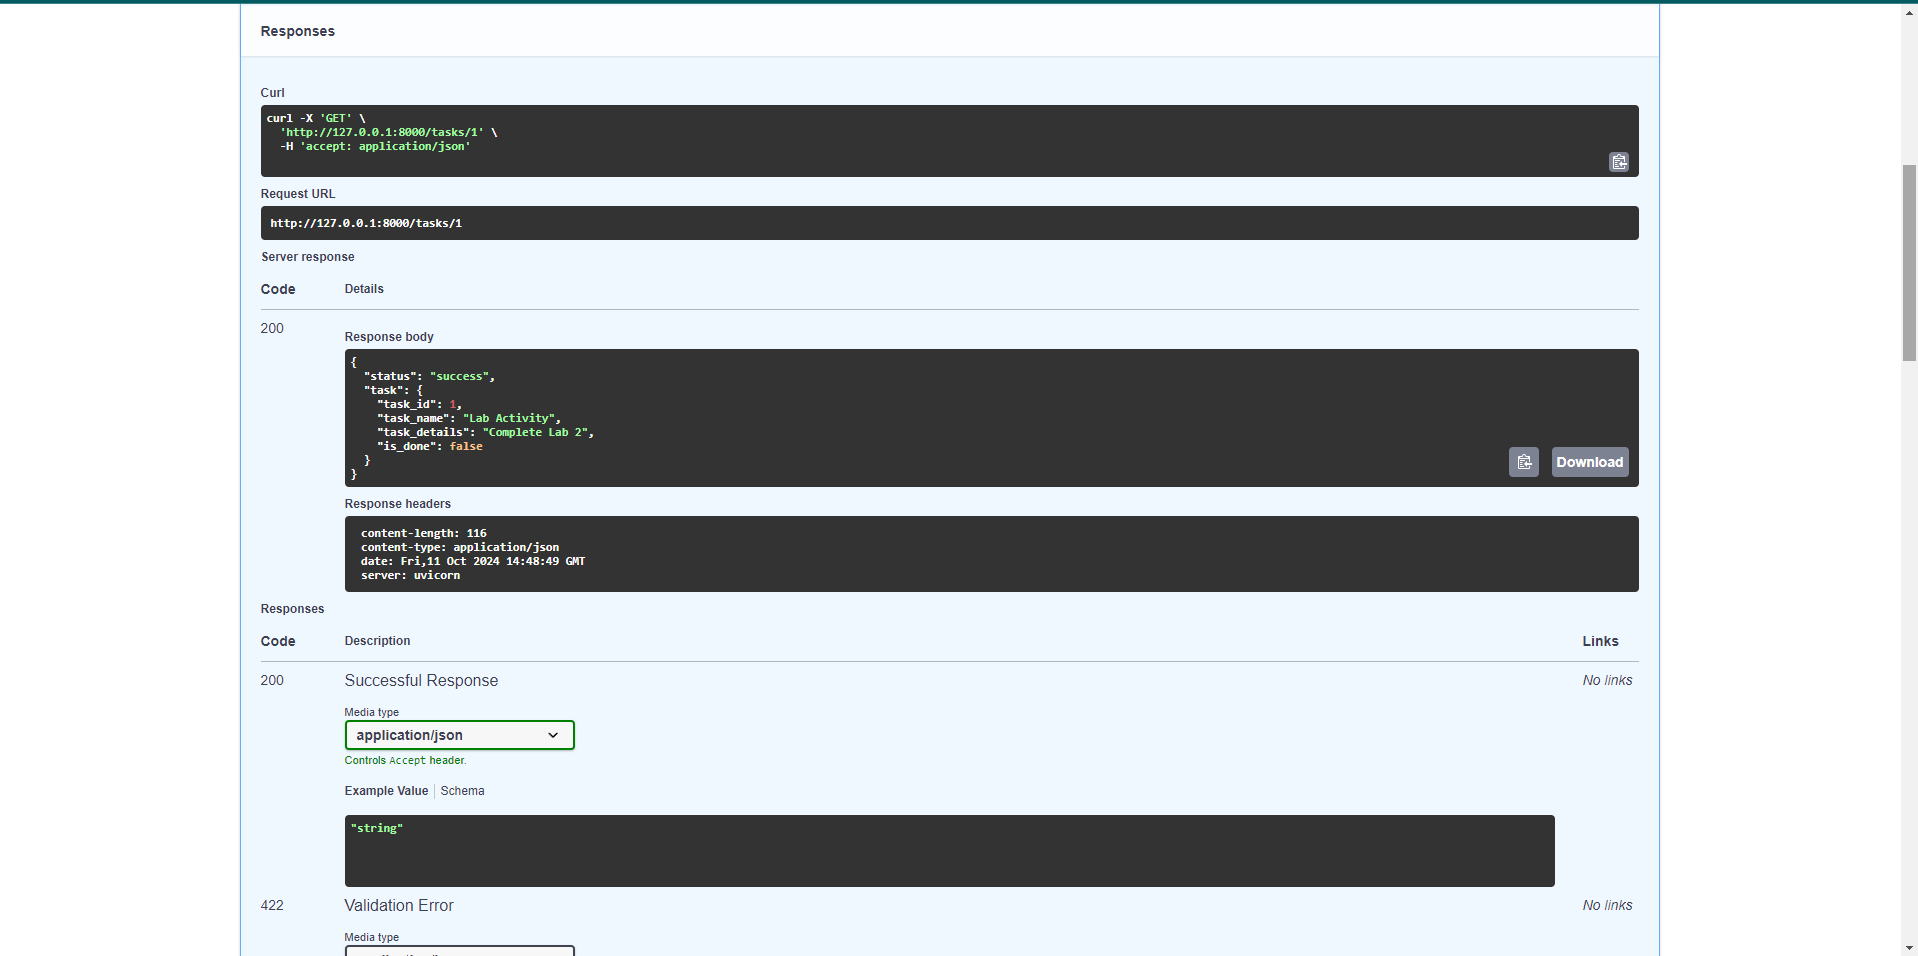 Responses
Curl
curl -X 'GET' \
  'http://127.0.0.1:8000/tasks/1' \
  -H 'accept: application/json'
Request URL
http://127.0.0.1:8000/tasks/1
Server response
Code Details
200
Response body
{
  "status": "success",
  "task": {
    "task_id": 1,
    "task_name": "Lab Activity",
    "task_details": "Complete Lab 2",
    "is_done": false
  }
}
Download
Response headers
content-length: 116
content-type: application/json
date: Fri,11 Oct 2024 14:48:49 GMT
server: uvicorn
Responses
Code Description Links
200 Successful Response No links
Media type
application/json
Controls Accept header.
Example Value Schema
"string"
422 Validation Error No links
Media type